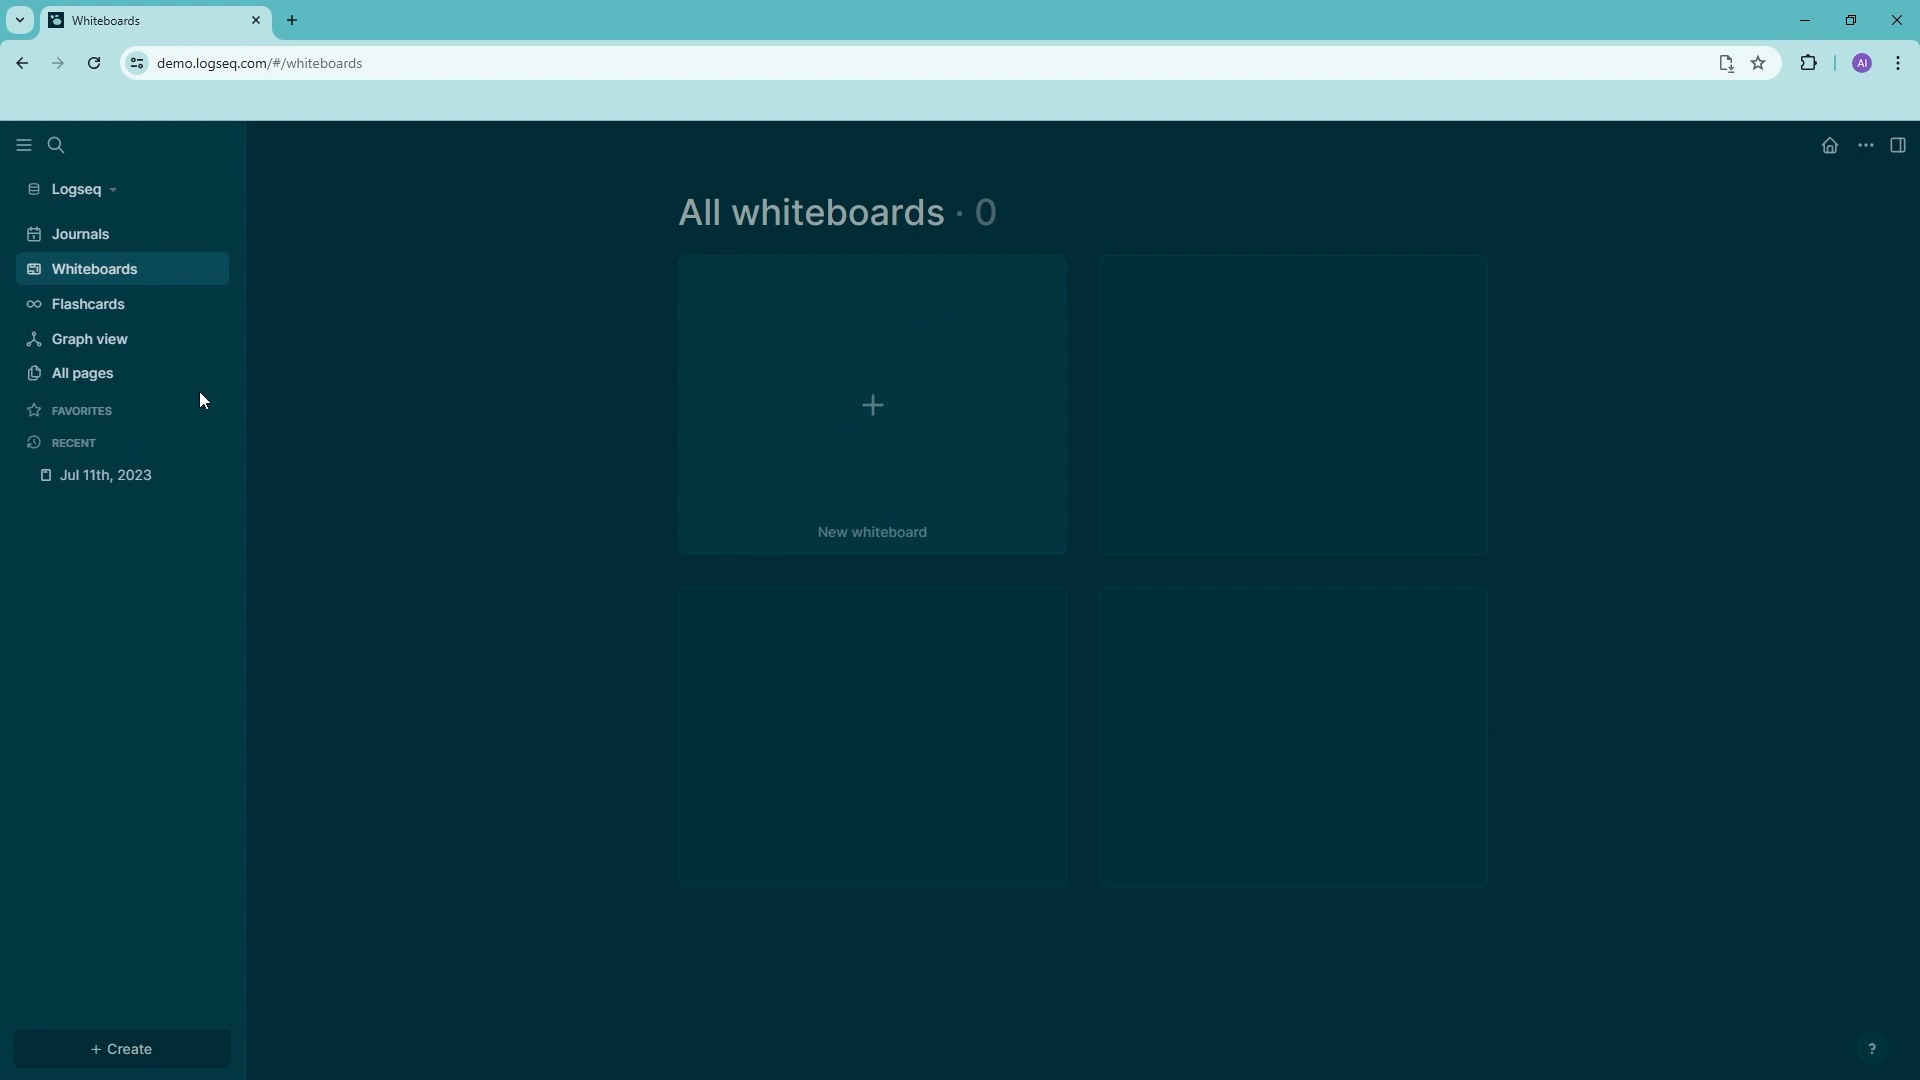 Whiteboards
demo.logseq.com/#/whiteboards
AI
Logseq
Journals
Whiteboards
Flashcards
Graph view
All pages
FAVORITES
RECENT
Jul 11th, 2023
+ Create
All whiteboards · 0
+
New whiteboard
?